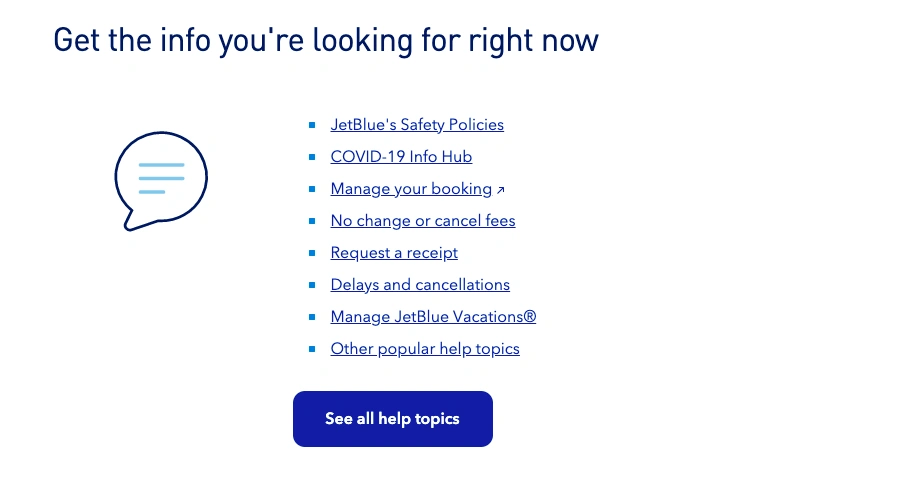 Get the info you're looking for right now
JetBlue's Safety Policies
COVID-19 Info Hub
Manage your booking
No change or cancel fees
Request a receipt
Delays and cancellations
Manage JetBlue Vacations®
Other popular help topics
See all help topics